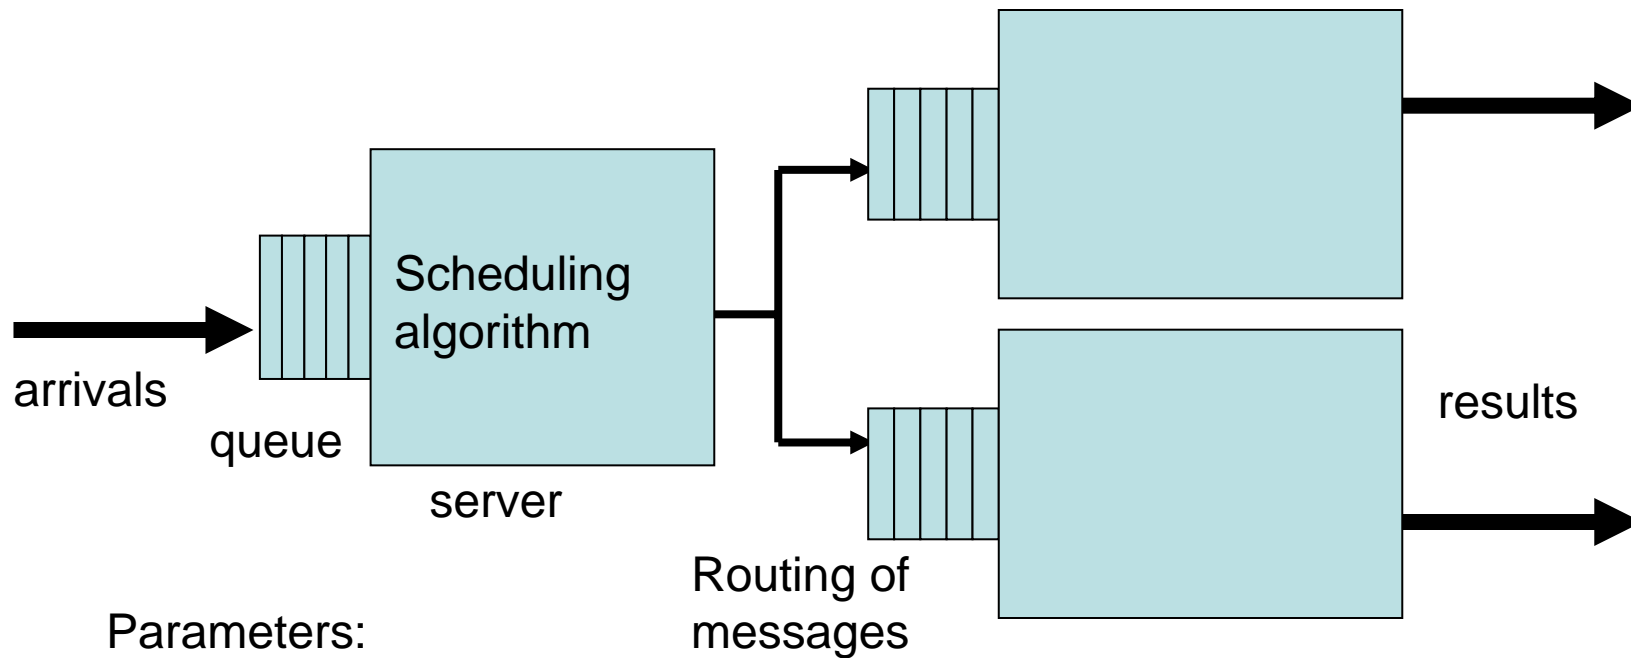 Scheduling
algorithm
arrivals
queue
server
results
Routing of
messages
Parameters: